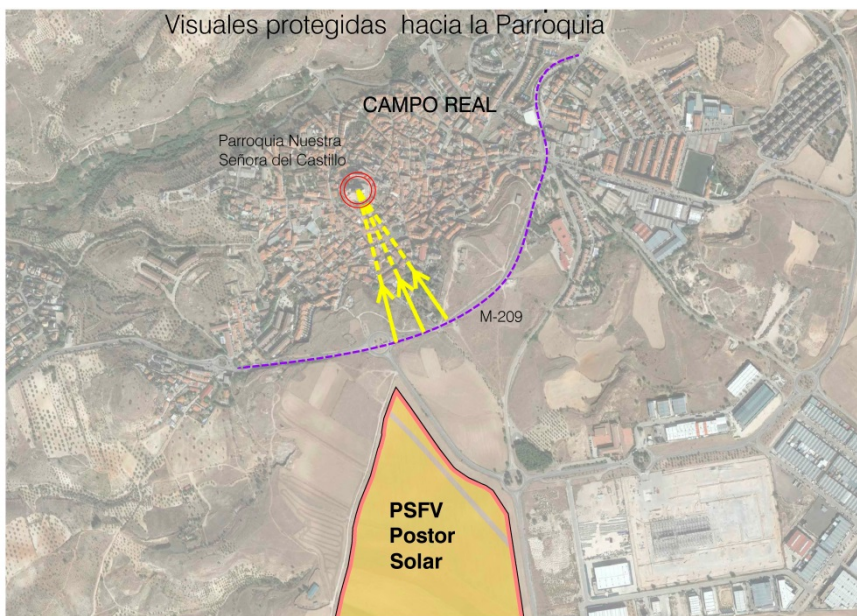 Visuales protegidas hacia la Parroquia
CAMPO REAL
Parroquia Nuestra
Señora del Castillo
M-209
PSFV
Postor
Solar